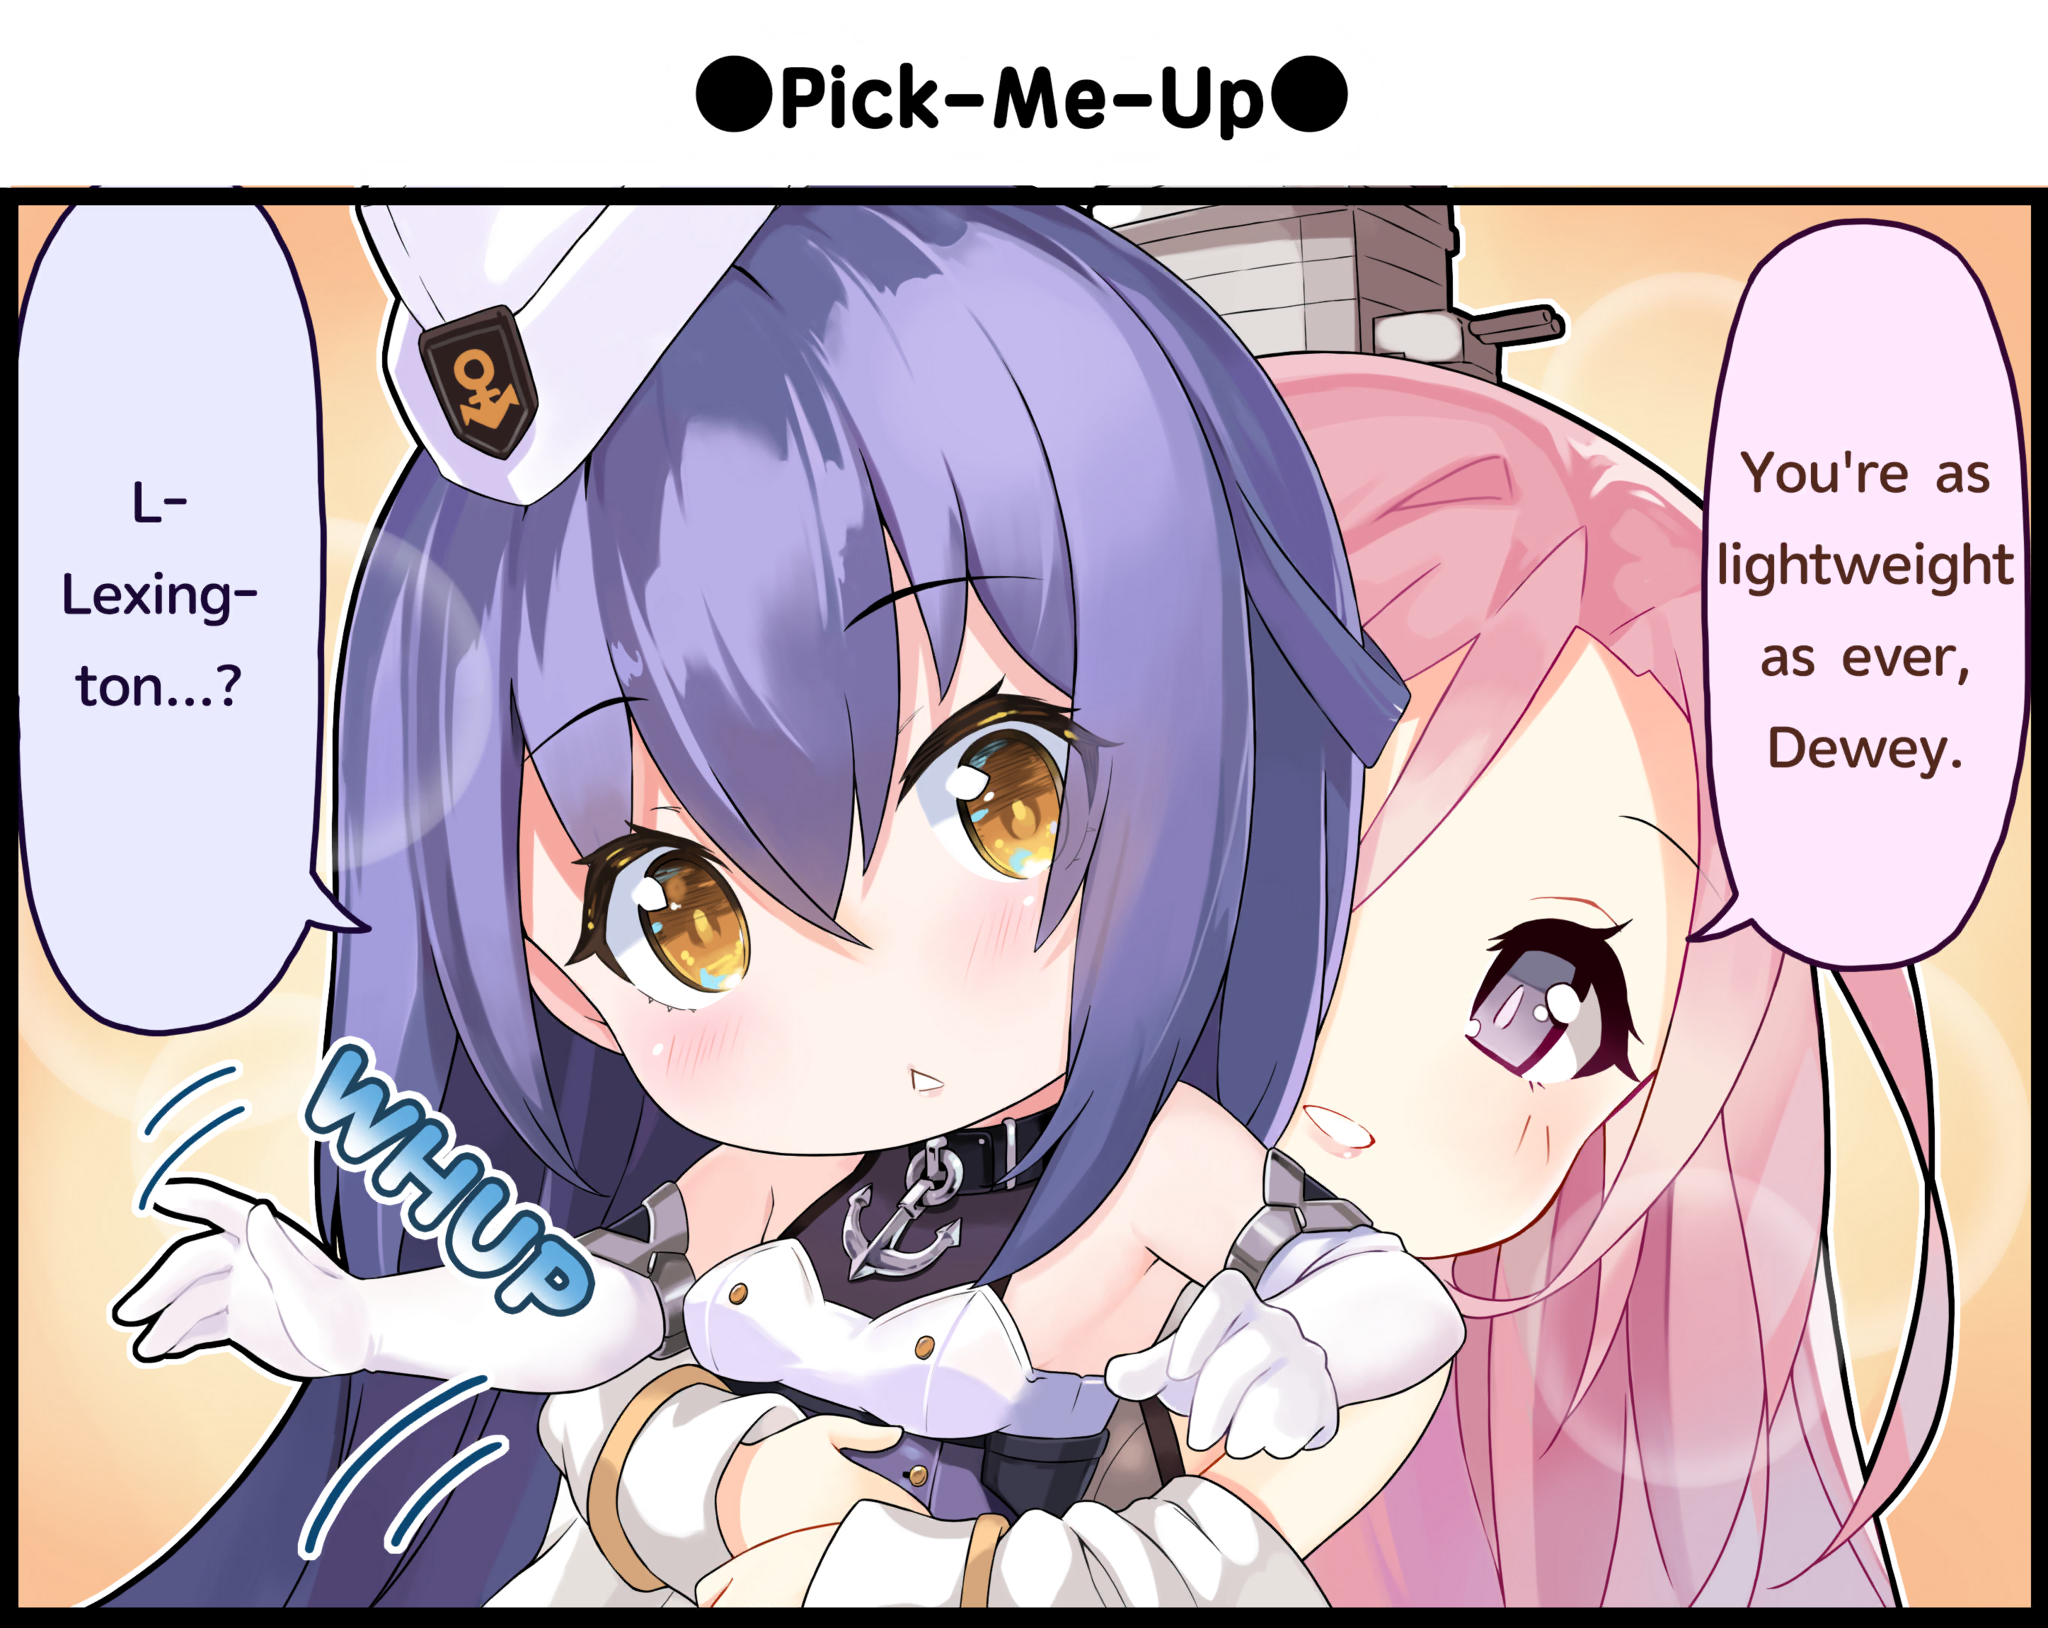 ●Pick-Me-Up●
L-
Lexing-
ton...?
You're as
lightweight
as ever,
Dewey.
WHUP